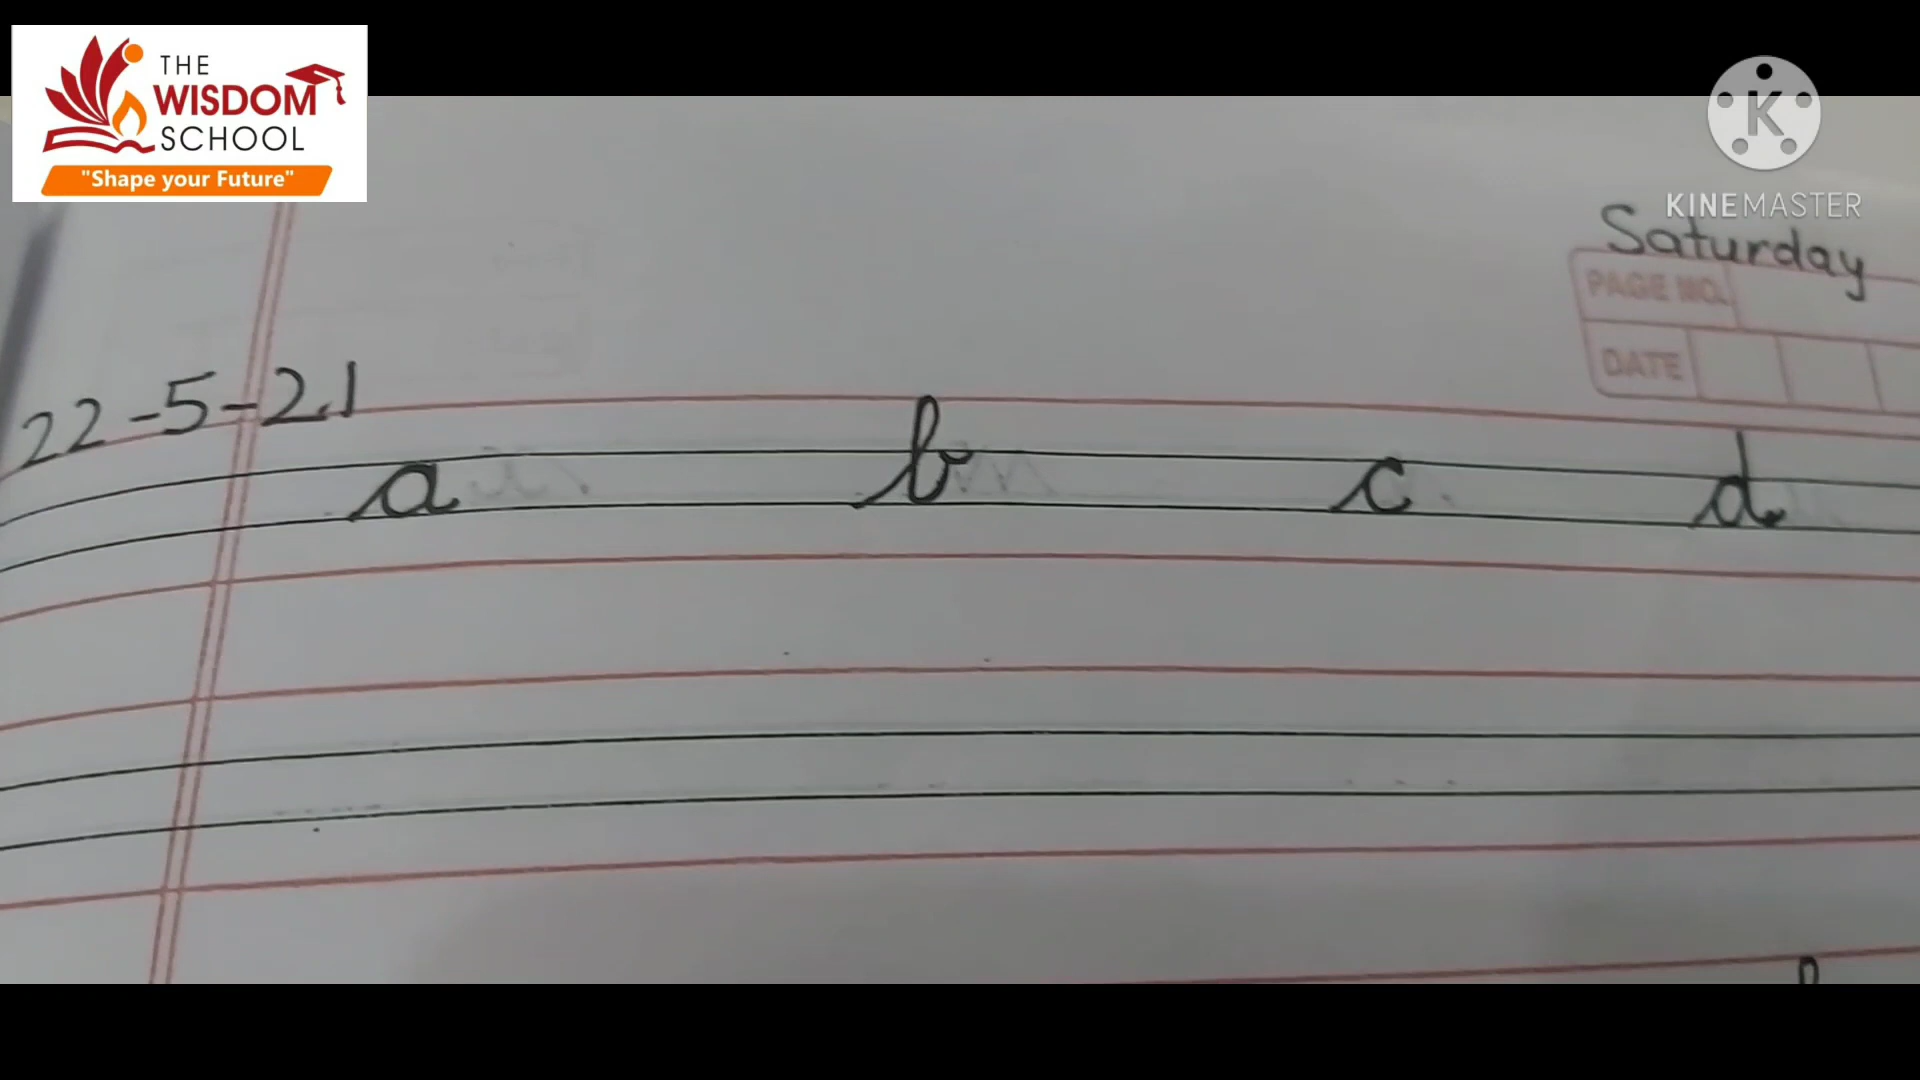 THE
WISDOM
SCHOOL
"Shape your Future"
K
KINEMASTER
Saturday
PAGE NO.
DATE
22-5-21
a b c d